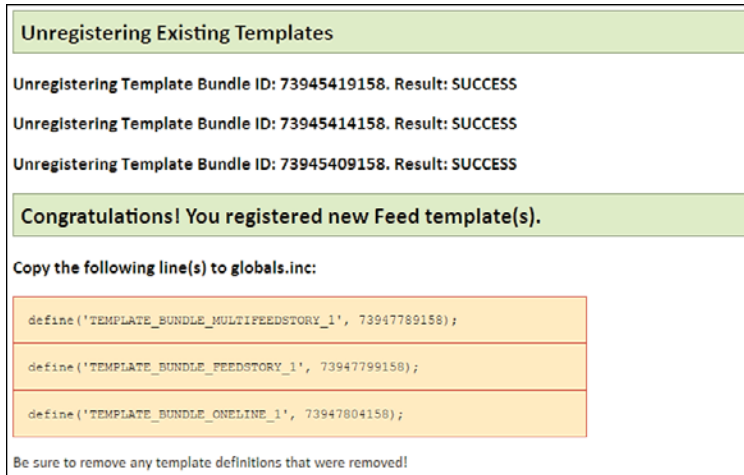 Unregistering Existing Templates
Unregistering Template Bundle ID: 73945419158. Result: SUCCESS
Unregistering Template Bundle ID: 73945414158. Result: SUCCESS
Unregistering Template Bundle ID: 73945409158. Result: SUCCESS
Congratulations! You registered new Feed template(s).
Copy the following line(s) to globals.inc:
define('TEMPLATE_BUNDLE_MULTIFEEDSTORY_1', 73947789158);
define('TEMPLATE_BUNDLE_FEEDSTORY_1', 73947799158);
define('TEMPLATE_BUNDLE_ONELINE_1', 73947804158);
Be sure to remove any template definitions that were removed!